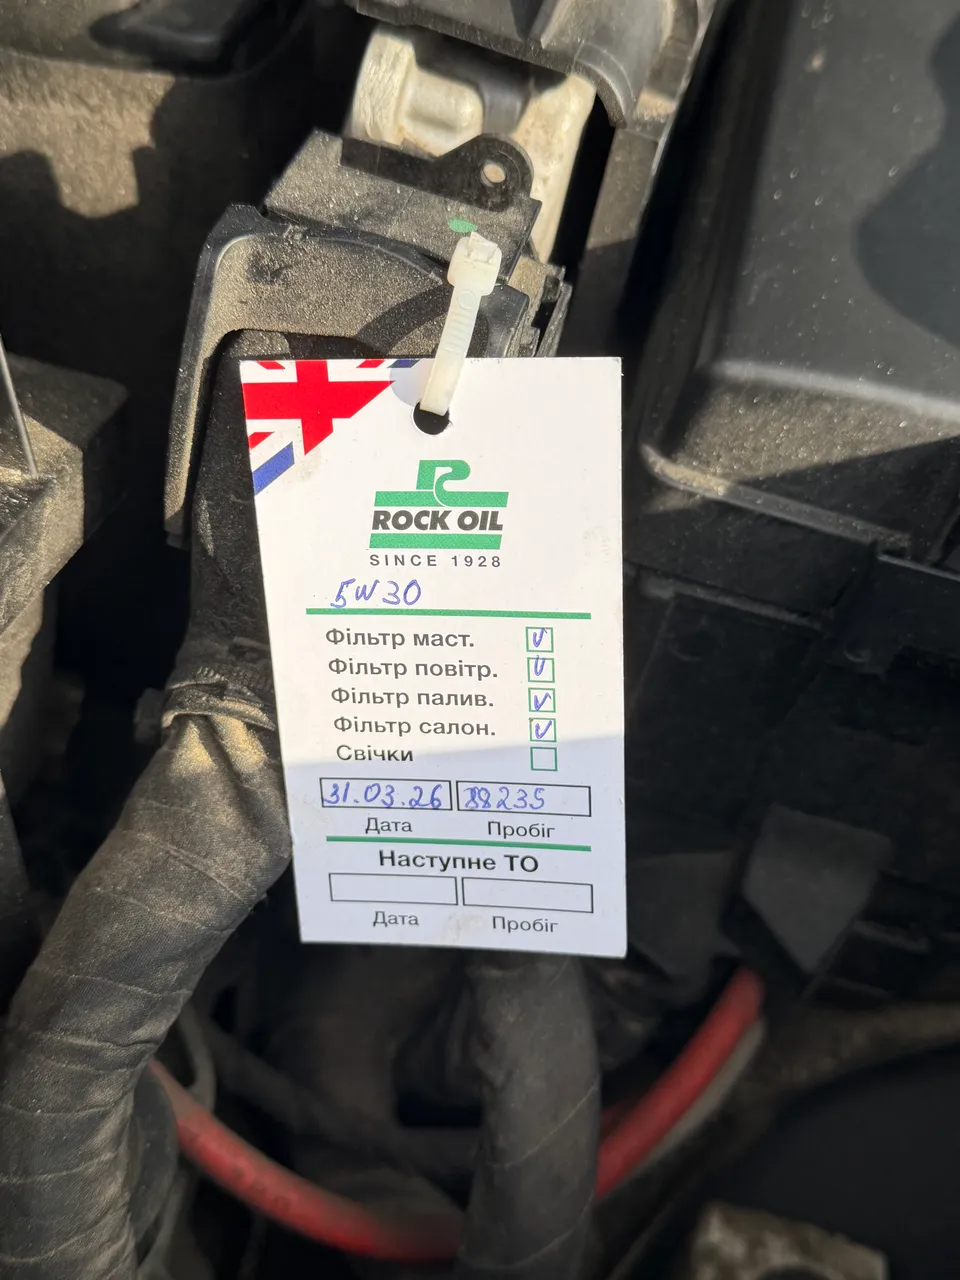 ROCK OIL
SINCE 1928
5W30
Фільтр маст.
Фільтр повітр.
Фільтр палив.
Фільтр салон.
Свічки
31.03.26 88235
Дата Пробіг
Наступне ТО
Дата Пробіг